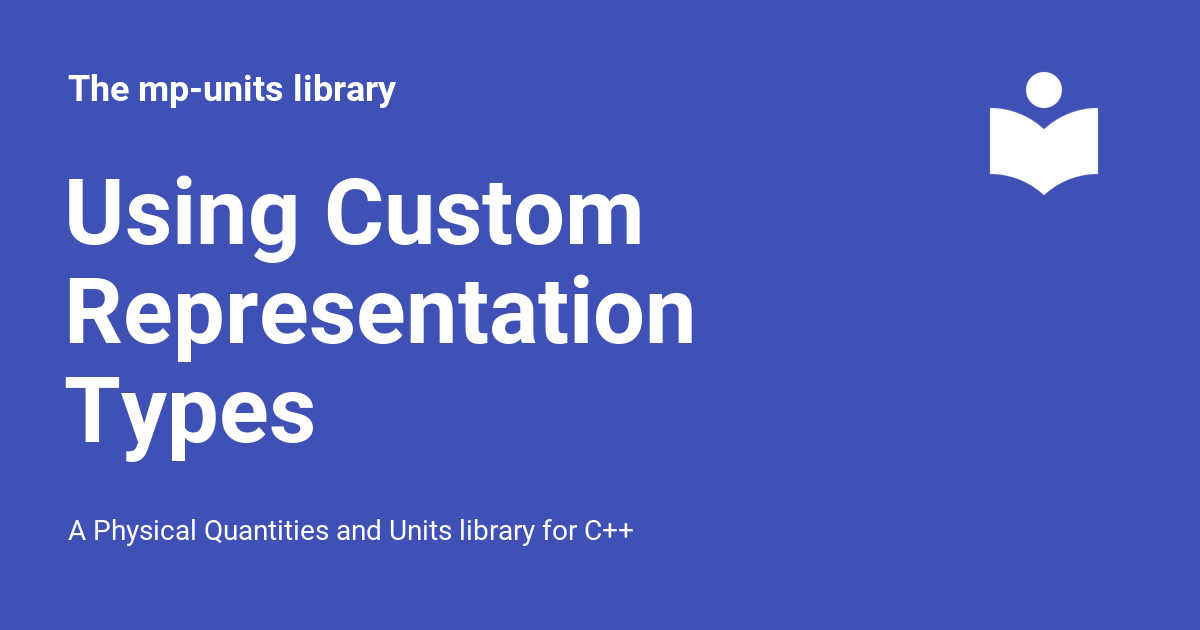 The mp-units library
Using Custom
Representation
Types
A Physical Quantities and Units library for C++